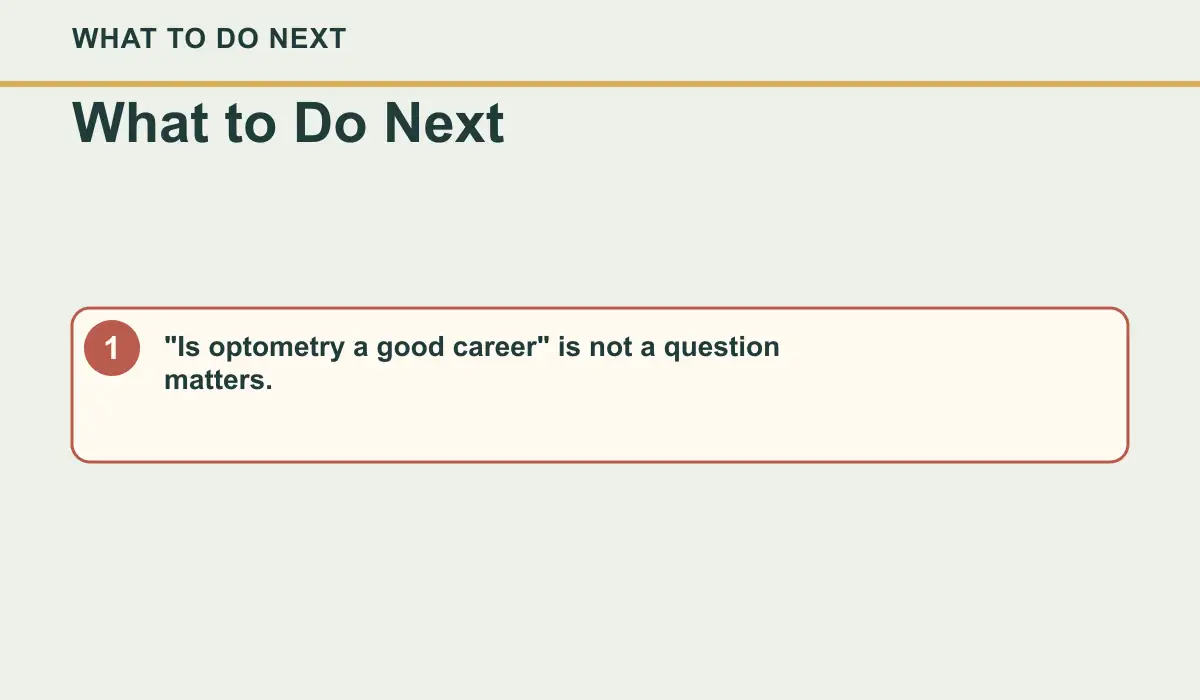 WHAT TO DO NEXT
What to Do Next
1
"Is optometry a good career" is not a question
matters.